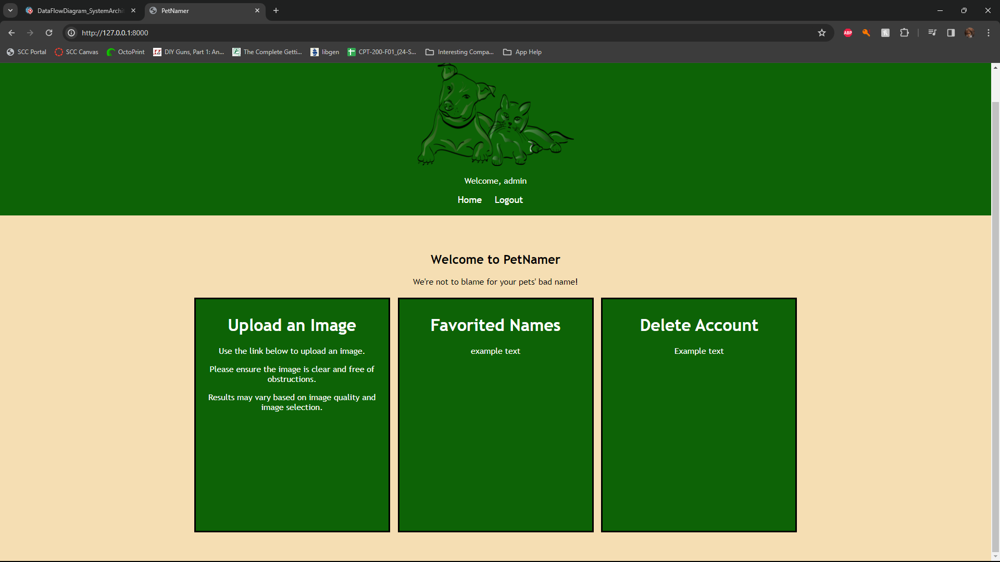 DataFlowDiagram_SystemArchit
PetNamer
http://127.0.0.1:8000
ABP
SCC Portal
SCC Canvas
OctoPrint
DIY Guns, Part 1: An...
The Complete Getti...
libgen
CPT-200-F01_(24-S...
Interesting Compa...
App Help
Welcome, admin
Home Logout
Welcome to PetNamer
We're not to blame for your pets' bad name!
Upload an Image
Use the link below to upload an image.
Please ensure the image is clear and free of
obstructions.
Results may vary based on image quality and
image selection.
Favorited Names
example text
Delete Account
Example text